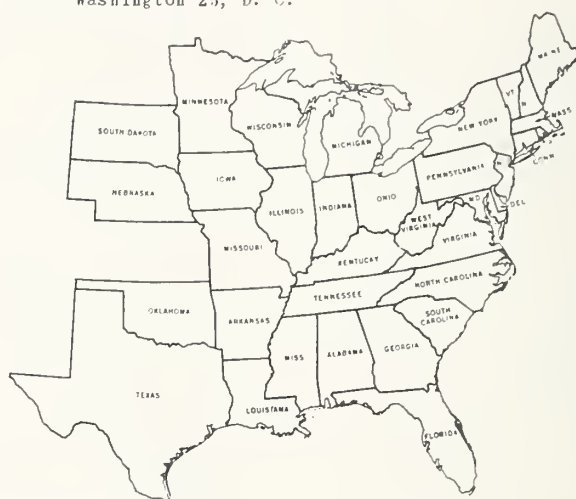 Washington 25, D. C.
MAINE
MINNESOTA
VT
N
SOUTH DAKOTA
WISCONSIN
MICHIGAN
NEW YORK
MASS
CONN
NEBRASKA
IOWA
PENNSYLVANIA
N
ILLINOIS
INDIANA
OHIO
MD
DEL
WEST
VIRGINIA
VIRGINIA
MISSOURI
KENTUCKY
NORTH CAROLINA
TENNESSEE
OKLAHOMA
ARKANSAS
SOUTH
CAROLINA
MISS
ALABAMA
GEORGIA
TEXAS
LOUISIANA
FLORIDA